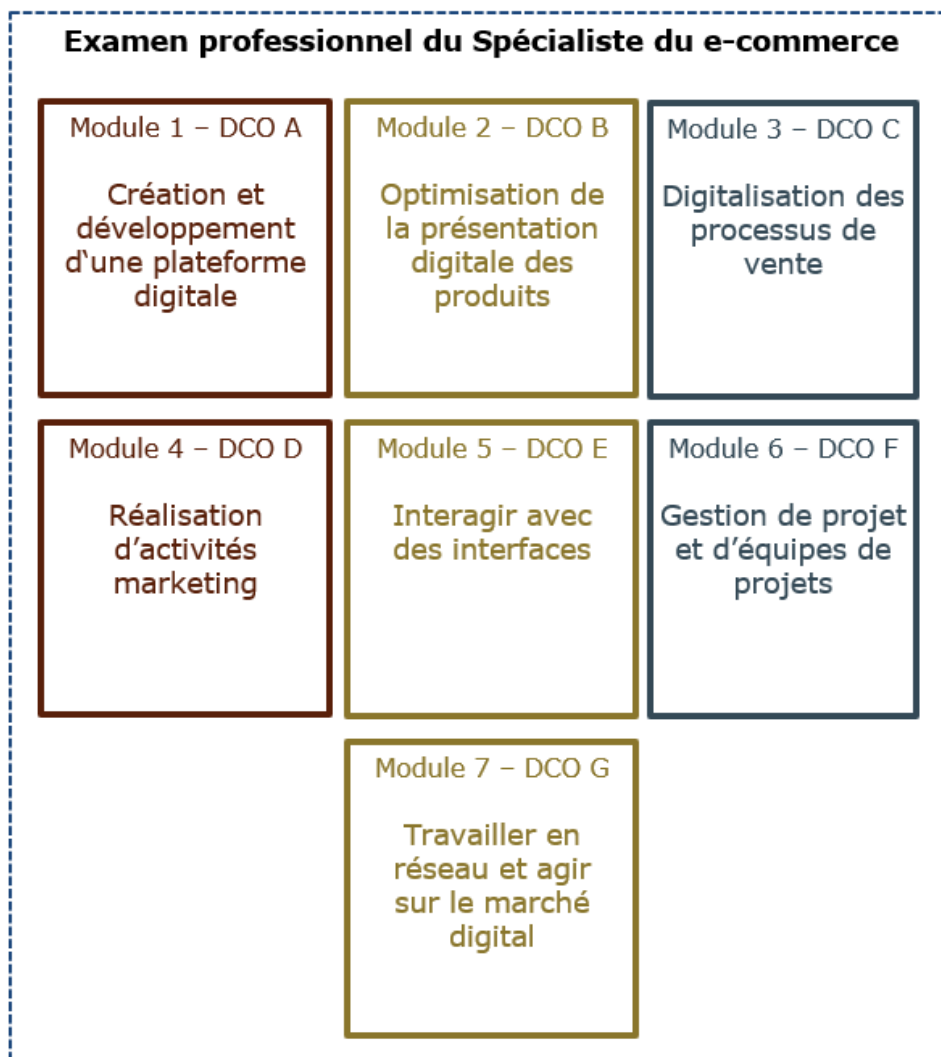 Examen professionnel du Spécialiste du e-commerce
Module 1 – DCO A
Création et
développement
d‘une plateforme
digitale
Module 2 – DCO B
Optimisation de
la présentation
digitale des
produits
Module 3 – DCO C
Digitalisation des
processus de
vente
Module 4 – DCO D
Réalisation
d’activités
marketing
Module 5 – DCO E
Interagir avec
des interfaces
Module 6 – DCO F
Gestion de projet
et d’équipes de
projets
Module 7 – DCO G
Travailler en
réseau et agir
sur le marché
digital